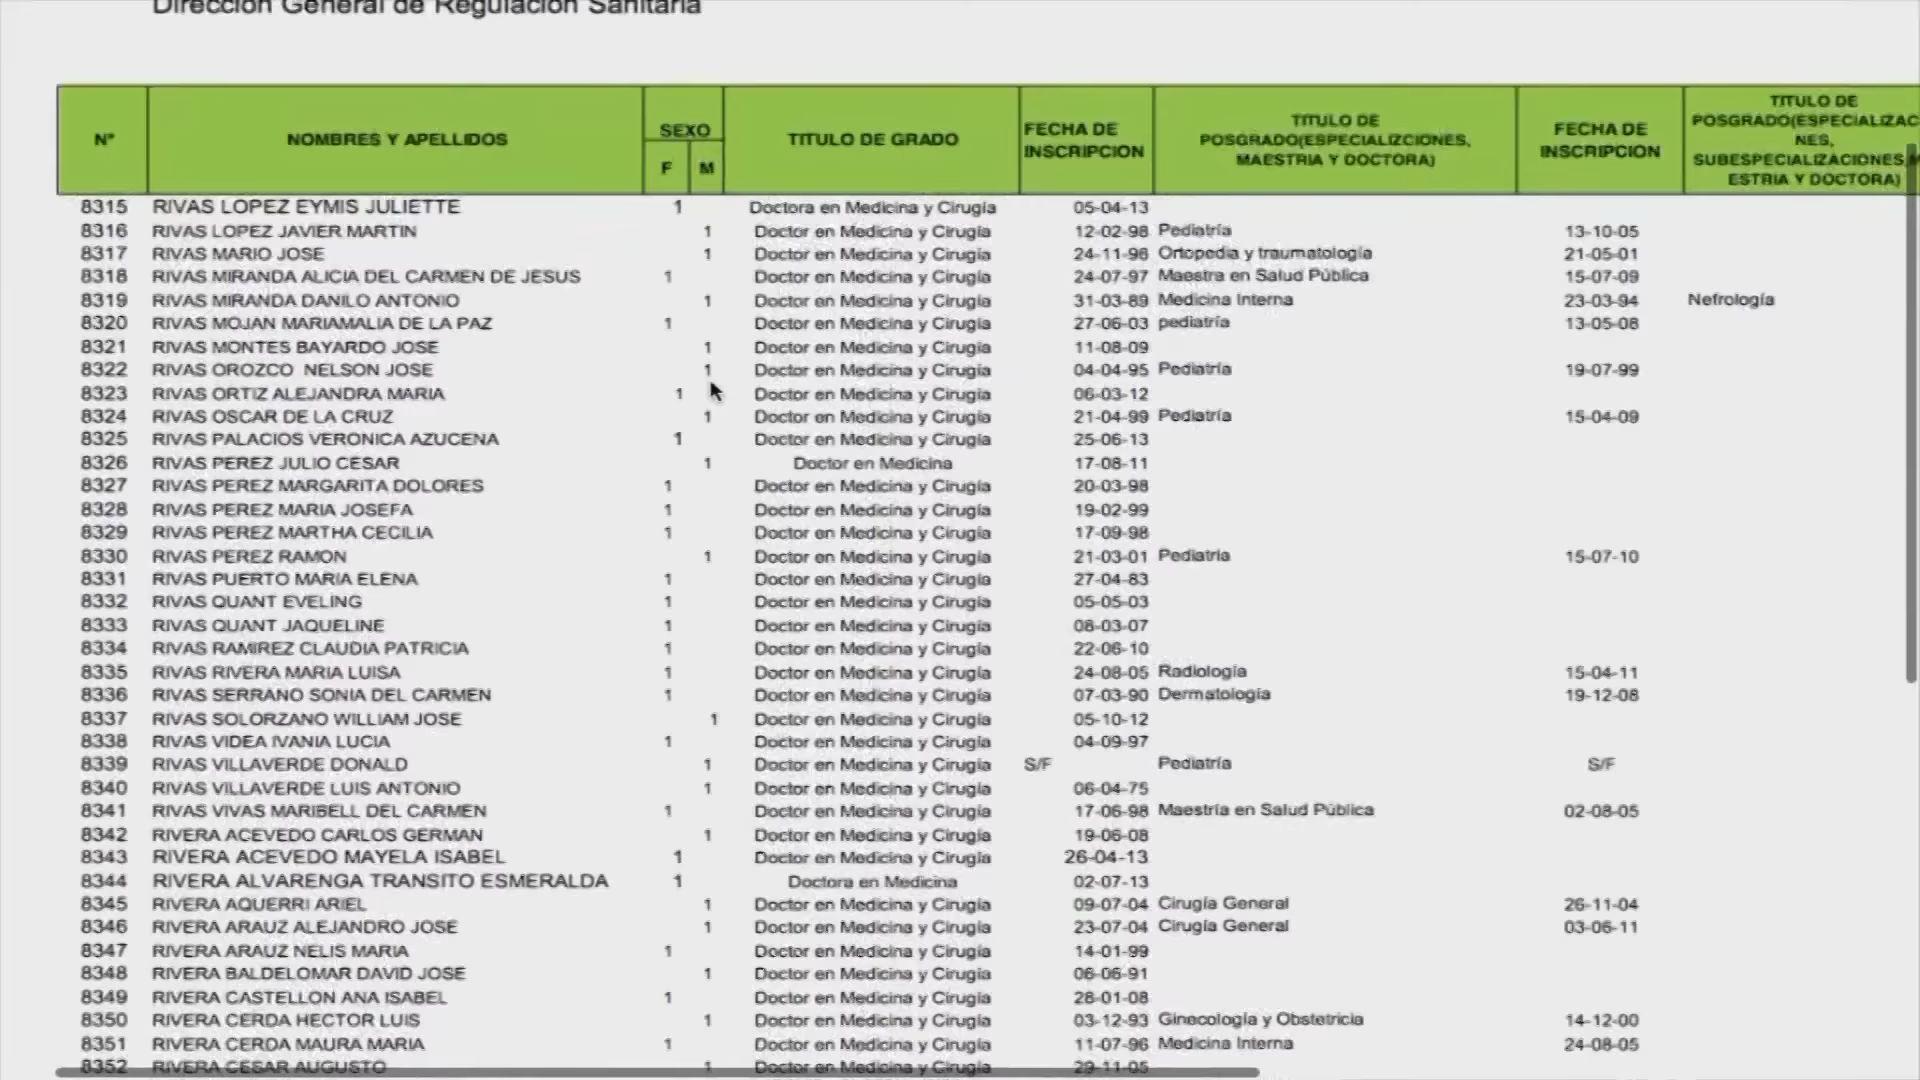 Dirección General de Regulación Sanitaria
N° NOMBRES Y APELLIDOS SEXO F M TITULO DE GRADO FECHA DE INSCRIPCION TITULO DE POSGRADO(ESPECIALIZCIONES, MAESTRIA Y DOCTORA) FECHA DE INSCRIPCION TITULO DE POSGRADO(ESPECIALIZAC NES, SUBESPECIALIZACIONES,M ESTRIA Y DOCTORA)
8315 RIVAS LOPEZ EYMIS JULIETTE 1 Doctora en Medicina y Cirugía 05-04-13
8316 RIVAS LOPEZ JAVIER MARTIN 1 Doctor en Medicina y Cirugía 12-02-98 Pediatría 13-10-05
8317 RIVAS MARIO JOSE 1 Doctor en Medicina y Cirugía 24-11-96 Ortopedia y traumatología 21-05-01
8318 RIVAS MIRANDA ALICIA DEL CARMEN DE JESUS 1 Doctor en Medicina y Cirugía 24-07-97 Maestra en Salud Pública 15-07-09
8319 RIVAS MIRANDA DANILO ANTONIO 1 Doctor en Medicina y Cirugía 31-03-89 Medicina Interna 23-03-94 Nefrología
8320 RIVAS MOJAN MARIAMALIA DE LA PAZ 1 Doctor en Medicina y Cirugía 27-06-03 pediatría 13-05-08
8321 RIVAS MONTES BAYARDO JOSE 1 Doctor en Medicina y Cirugía 11-08-09
8322 RIVAS OROZCO NELSON JOSE 1 Doctor en Medicina y Cirugía 04-04-95 Pediatría 19-07-99
8323 RIVAS ORTIZ ALEJANDRA MARIA 1 Doctor en Medicina y Cirugía 06-03-12
8324 RIVAS OSCAR DE LA CRUZ 1 Doctor en Medicina y Cirugía 21-04-99 Pediatría 15-04-09
8325 RIVAS PALACIOS VERONICA AZUCENA 1 Doctor en Medicina y Cirugía 25-06-13
8326 RIVAS PEREZ JULIO CESAR 1 Doctor en Medicina 17-08-11
8327 RIVAS PEREZ MARGARITA DOLORES 1 Doctor en Medicina y Cirugía 20-03-98
8328 RIVAS PEREZ MARIA JOSEFA 1 Doctor en Medicina y Cirugía 19-02-99
8329 RIVAS PEREZ MARTHA CECILIA 1 Doctor en Medicina y Cirugía 17-09-98
8330 RIVAS PEREZ RAMON 1 Doctor en Medicina y Cirugía 21-03-01 Pediatría 15-07-10
8331 RIVAS PUERTO MARIA ELENA 1 Doctor en Medicina y Cirugía 27-04-83
8332 RIVAS QUANT EVELING 1 Doctor en Medicina y Cirugía 05-05-03
8333 RIVAS QUANT JAQUELINE 1 Doctor en Medicina y Cirugía 08-03-07
8334 RIVAS RAMIREZ CLAUDIA PATRICIA 1 Doctor en Medicina y Cirugía 22-06-10
8335 RIVAS RIVERA MARIA LUISA 1 Doctor en Medicina y Cirugía 24-08-05 Radiología 15-04-11
8336 RIVAS SERRANO SONIA DEL CARMEN 1 Doctor en Medicina y Cirugía 07-03-90 Dermatología 19-12-08
8337 RIVAS SOLORZANO WILLIAM JOSE 1 Doctor en Medicina y Cirugía 05-10-12
8338 RIVAS VIDEA IVANIA LUCIA 1 Doctor en Medicina y Cirugía 04-09-97
8339 RIVAS VILLAVERDE DONALD 1 Doctor en Medicina y Cirugía S/F Pediatría S/F
8340 RIVAS VILLAVERDE LUIS ANTONIO 1 Doctor en Medicina y Cirugía 06-04-75
8341 RIVAS VIVAS MARIBELL DEL CARMEN 1 Doctor en Medicina y Cirugía 17-06-98 Maestría en Salud Pública 02-08-05
8342 RIVERA ACEVEDO CARLOS GERMAN 1 Doctor en Medicina y Cirugía 19-06-08
8343 RIVERA ACEVEDO MAYELA ISABEL 1 Doctor en Medicina y Cirugía 26-04-13
8344 RIVERA ALVARENGA TRANSITO ESMERALDA 1 Doctora en Medicina 02-07-13
8345 RIVERA AQUERRI ARIEL 1 Doctor en Medicina y Cirugía 09-07-04 Cirugía General 26-11-04
8346 RIVERA ARAUZ ALEJANDRO JOSE 1 Doctor en Medicina y Cirugía 23-07-04 Cirugía General 03-06-11
8347 RIVERA ARAUZ NELIS MARIA 1 Doctor en Medicina y Cirugía 14-01-99
8348 RIVERA BALDELOMAR DAVID JOSE 1 Doctor en Medicina y Cirugía 06-06-91
8349 RIVERA CASTELLON ANA ISABEL 1 Doctor en Medicina y Cirugía 28-01-08
8350 RIVERA CERDA HECTOR LUIS 1 Doctor en Medicina y Cirugía 03-12-93 Ginecología y Obstetricia 14-12-00
8351 RIVERA CERDA MAURA MARIA 1 Doctor en Medicina y Cirugía 11-07-96 Medicina Interna 24-08-05
8352 RIVERA CESAR AUGUSTO 1 Doctor en Medicina y Cirugía 29-11-05